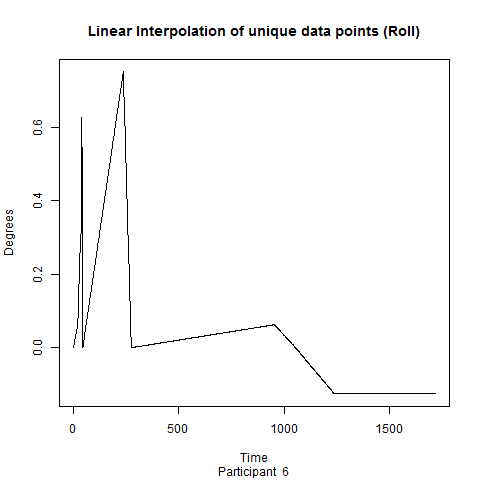 Linear Interpolation of unique data points (Roll)
Degrees
0.6
0.4
0.2
0.0
0 500 1000 1500
Time
Participant 6